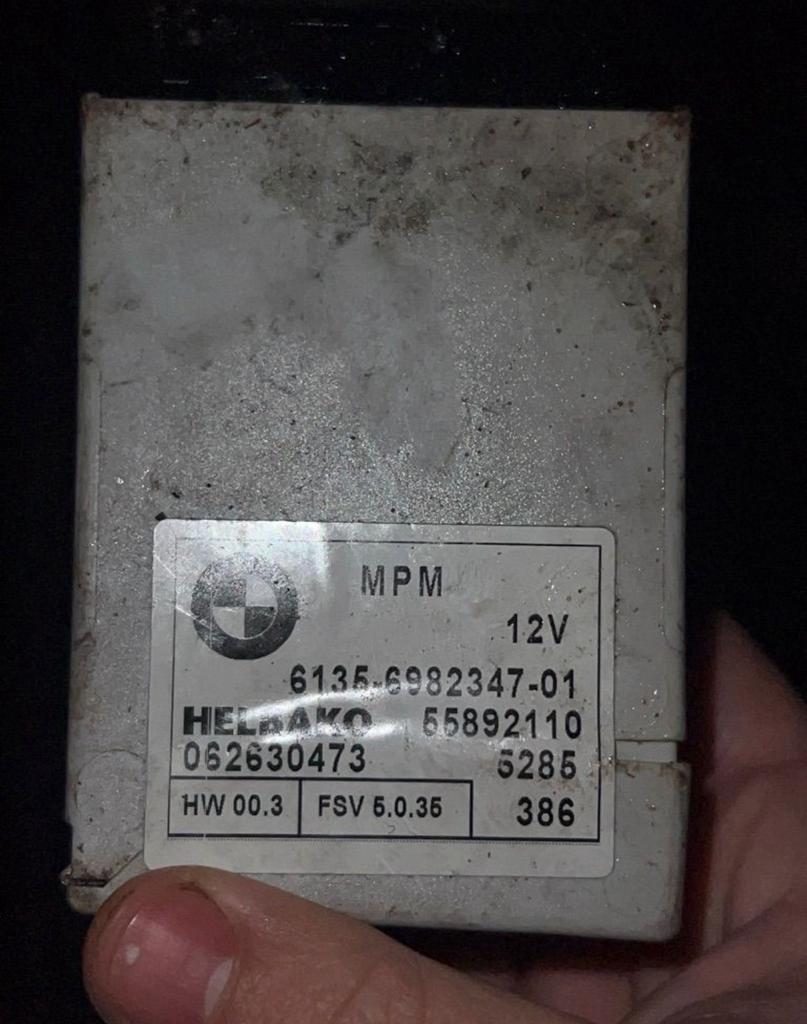 MPM
12V
6135-6982347-01
HELBAKO 55892110
062630473 5285
HW 00.3 FSV 5.0.35 386